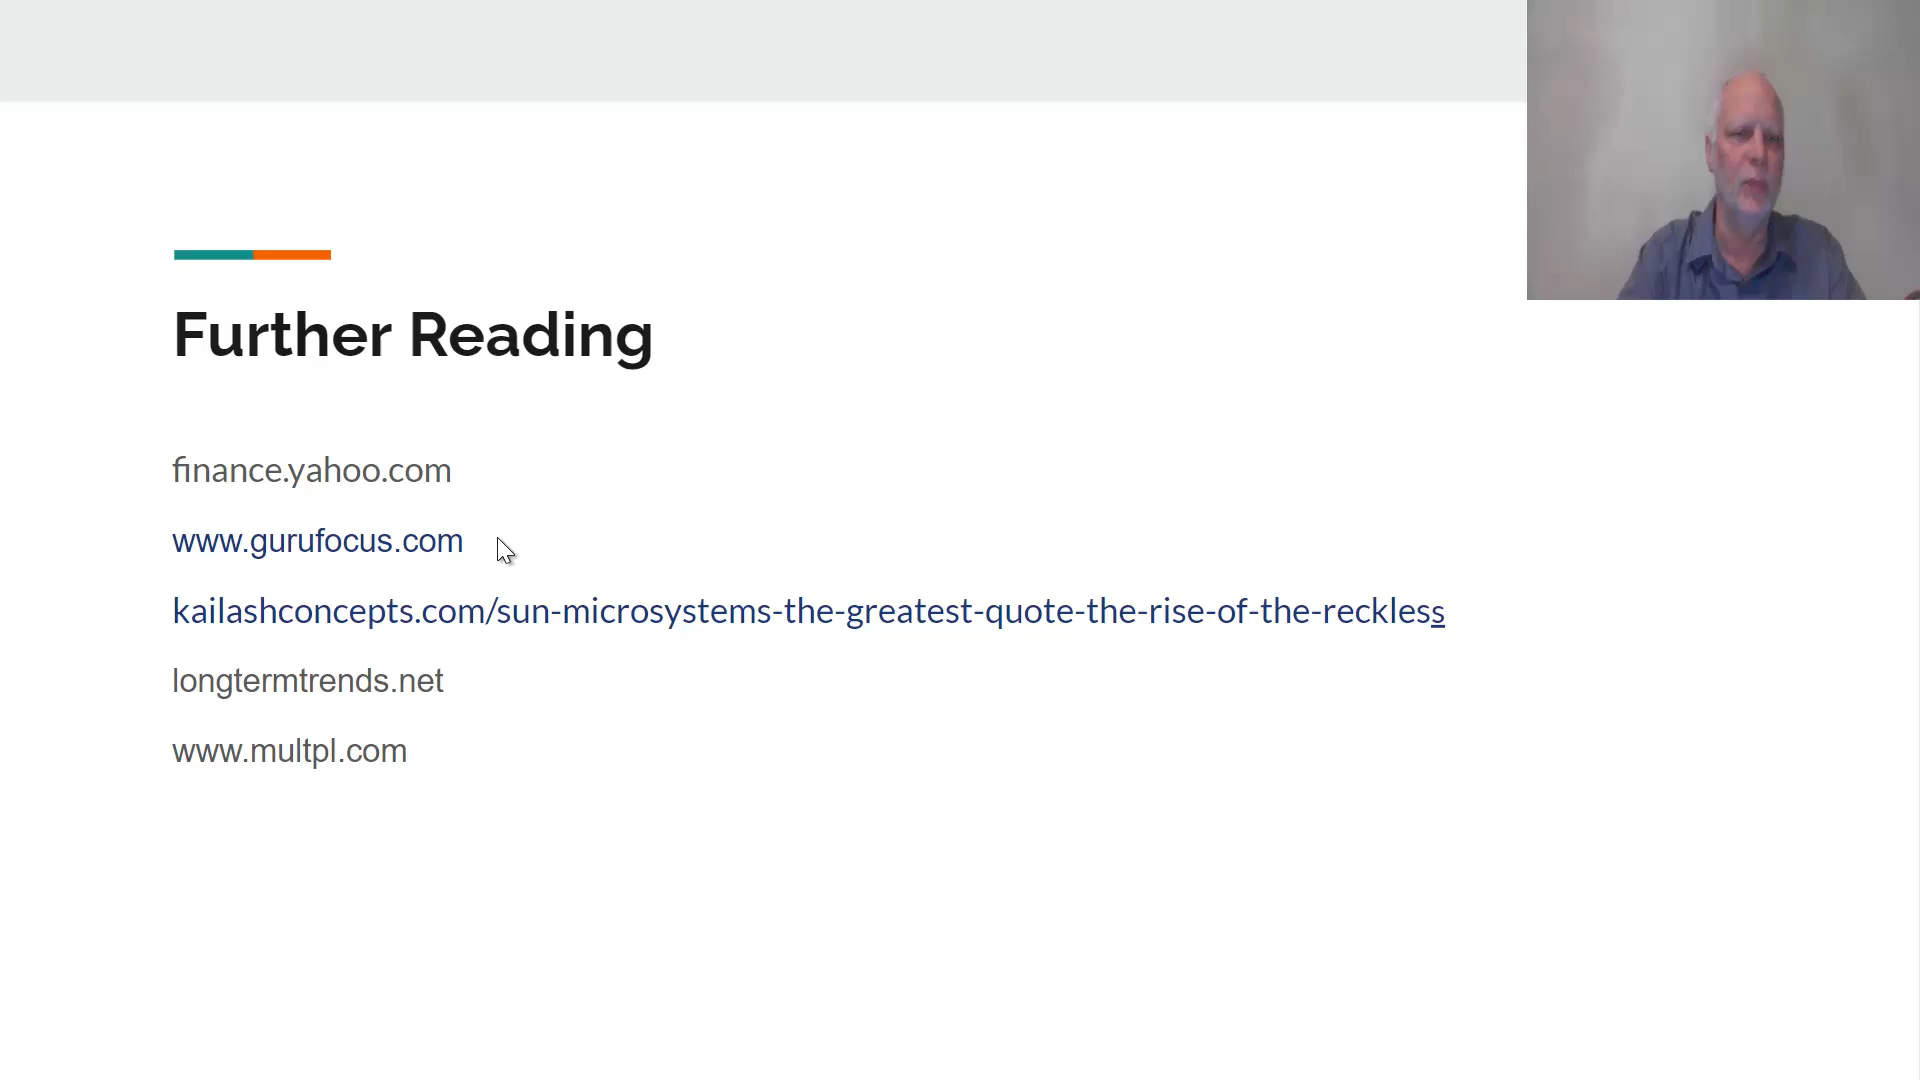 Further Reading
finance.yahoo.com
www.gurufocus.com
kailashconcepts.com/sun-microsystems-the-greatest-quote-the-rise-of-the-reckless
longtermtrends.net
www.multpl.com